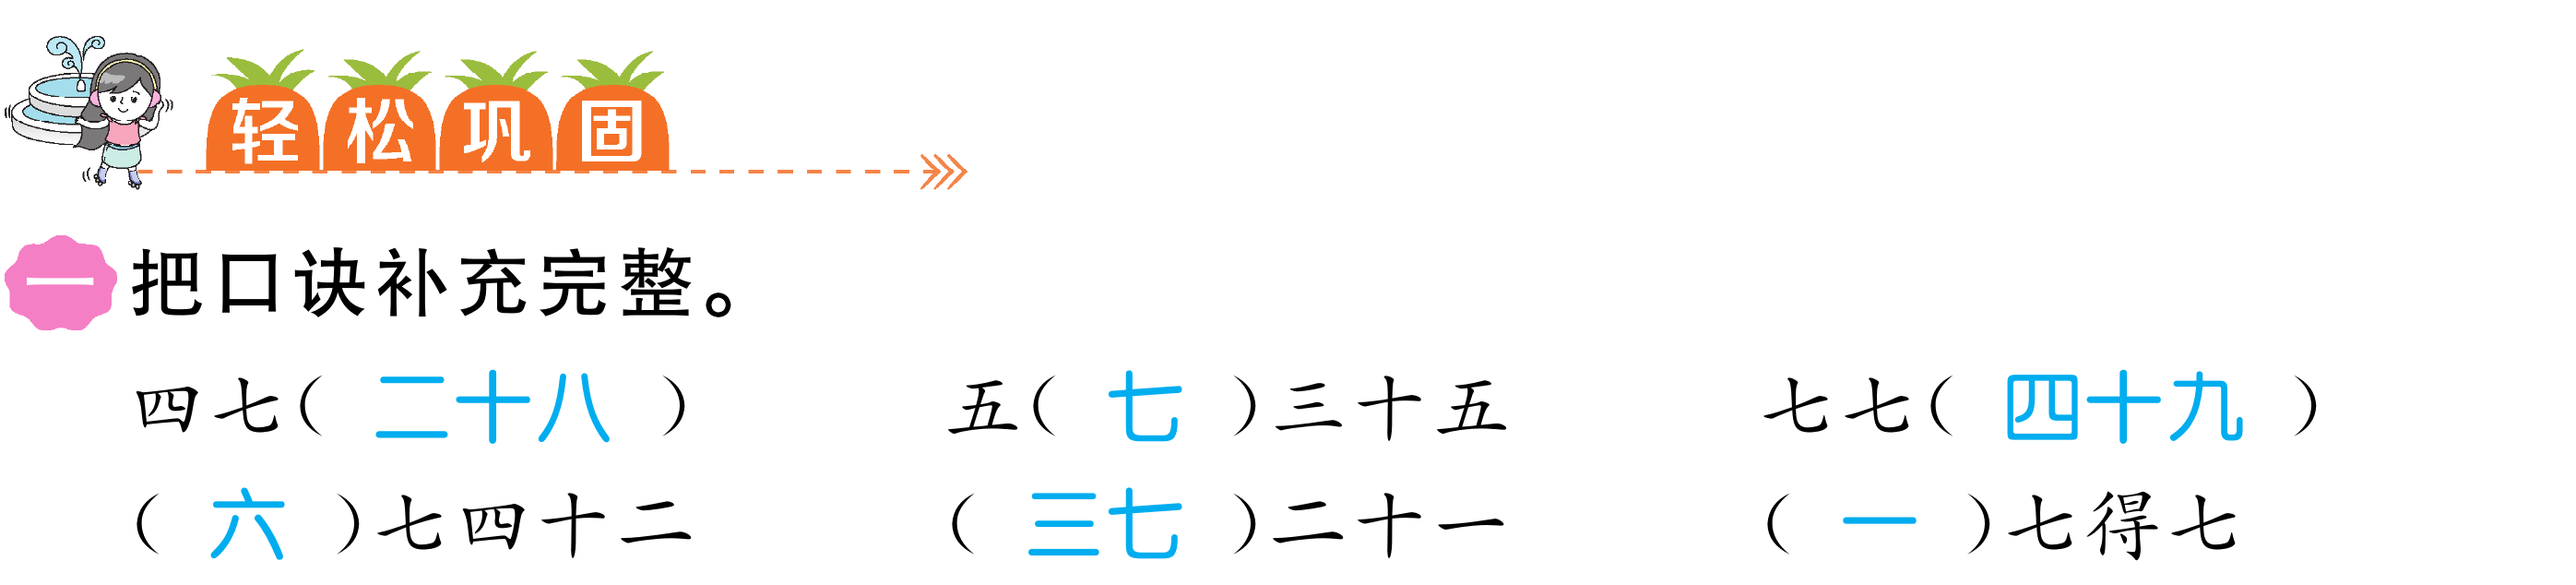 轻松巩固
一 把口诀补充完整。
四七( 二十八 ) 五( 七 )三十五 七七( 四十九 )
( 六 )七四十二 ( 三七 )二十一 ( 一 )七得七